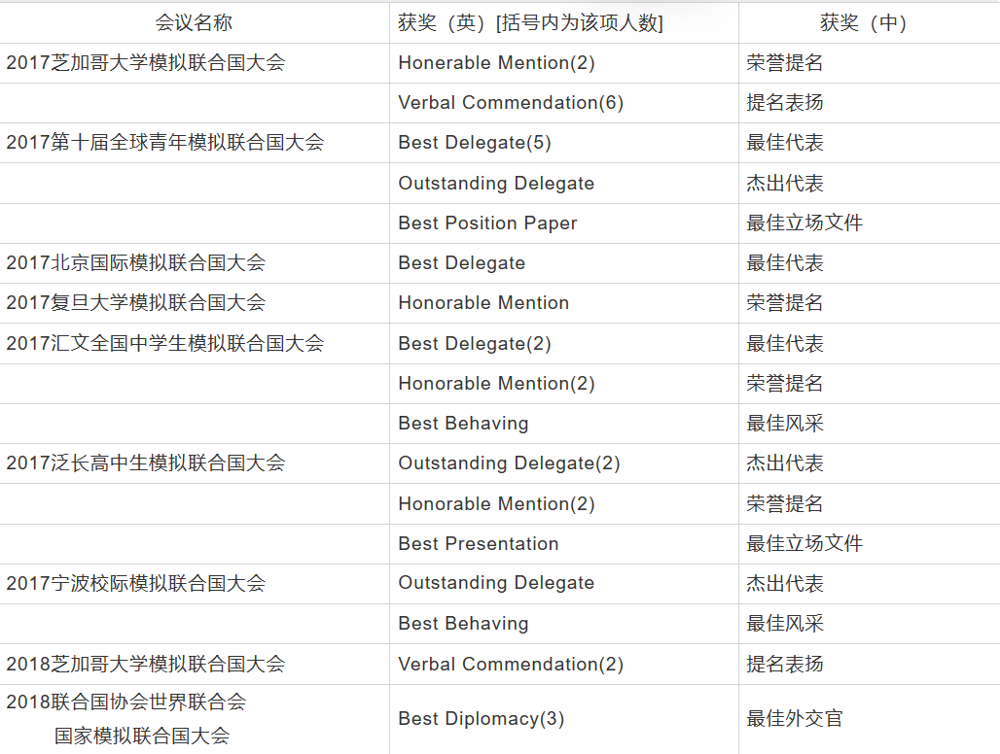 会议名称 获奖（英）[括号内为该项人数] 获奖（中）
2017芝加哥大学模拟联合国大会 Honerable Mention(2) 荣誉提名
Verbal Commendation(6) 提名表扬
2017第十届全球青年模拟联合国大会 Best Delegate(5) 最佳代表
Outstanding Delegate 杰出代表
Best Position Paper 最佳立场文件
2017北京国际模拟联合国大会 Best Delegate 最佳代表
2017复旦大学模拟联合国大会 Honorable Mention 荣誉提名
2017汇文全国中学生模拟联合国大会 Best Delegate(2) 最佳代表
Honorable Mention(2) 荣誉提名
Best Behaving 最佳风采
2017泛长高中生模拟联合国大会 Outstanding Delegate(2) 杰出代表
Honorable Mention(2) 荣誉提名
Best Presentation 最佳立场文件
2017宁波校际模拟联合国大会 Outstanding Delegate 杰出代表
Best Behaving 最佳风采
2018芝加哥大学模拟联合国大会 Verbal Commendation(2) 提名表扬
2018联合国协会世界联合会
国家模拟联合国大会 Best Diplomacy(3) 最佳外交官